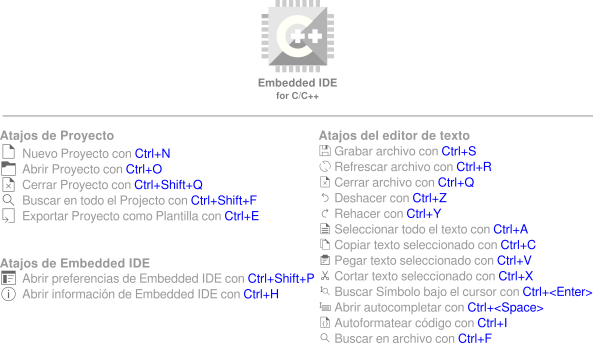 C++
Embedded IDE
for C/C++
Atajos de Proyecto
Nuevo Proyecto con Ctrl+N
Abrir Proyecto con Ctrl+O
Cerrar Proyecto con Ctrl+Shift+Q
Buscar en todo el Projecto con Ctrl+Shift+F
Exportar Proyecto como Plantilla con Ctrl+E
Atajos de Embedded IDE
Abrir preferencias de Embedded IDE con Ctrl+Shift+P
Abrir información de Embedded IDE con Ctrl+H
Atajos del editor de texto
Grabar archivo con Ctrl+S
Refrescar archivo con Ctrl+R
Cerrar archivo con Ctrl+Q
Deshacer con Ctrl+Z
Rehacer con Ctrl+Y
Seleccionar todo el texto con Ctrl+A
Copiar texto seleccionado con Ctrl+C
Pegar texto seleccionado con Ctrl+V
Cortar texto seleccionado con Ctrl+X
Buscar Símbolo bajo el cursor con Ctrl+<Enter>
Abrir autocompletar con Ctrl+<Space>
Autoformatear código con Ctrl+I
Buscar en archivo con Ctrl+F